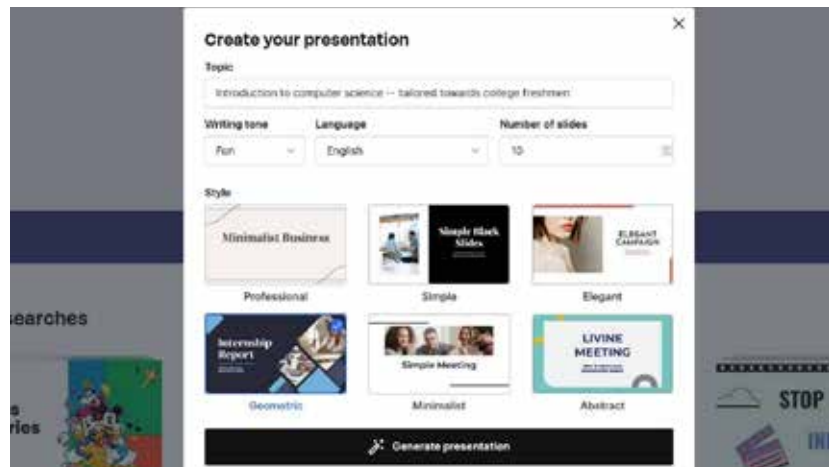 Create your presentation
Topic
Introduction to computer science -- tailored towards college freshmen
Writing tone
Language
Number of slides
Fun
English
10
Style
Minimalist Business
Simple Black
Slides
ELEGANT
CAMPAIGN
Professional
Simple
Elegant
earches
Internship
Report
Simple Meeting
LIVINE
MEETING
STOP
s
ries
IN
Geometric
Minimalist
Abstract
Generate presentation